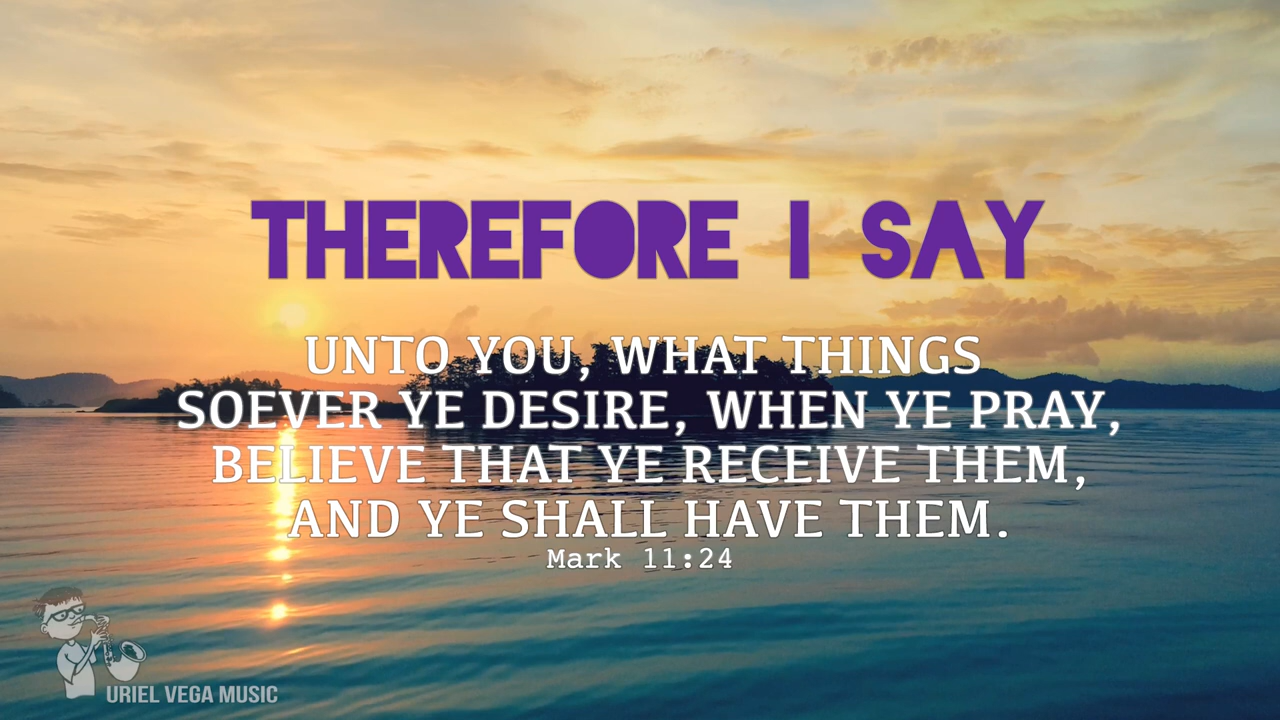 THEREFORE I SAY
UNTO YOU, WHAT THINGS
SOEVER YE DESIRE, WHEN YE PRAY,
BELIEVE THAT YE RECEIVE THEM,
AND YE SHALL HAVE THEM.
Mark 11:24
URIEL VEGA MUSIC